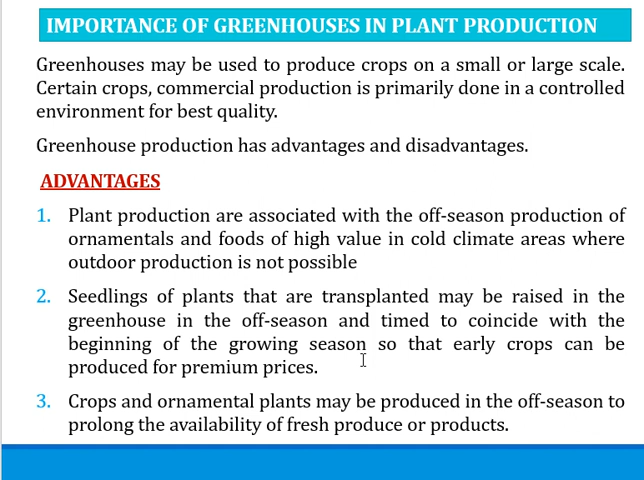 IMPORTANCE OF GREENHOUSES IN PLANT PRODUCTION
Greenhouses may be used to produce crops on a small or large scale.
Certain crops, commercial production is primarily done in a controlled
environment for best quality.
Greenhouse production has advantages and disadvantages.
ADVANTAGES
1. Plant production are associated with the off-season production of
ornamentals and foods of high value in cold climate areas where
outdoor production is not possible
2. Seedlings of plants that are transplanted may be raised in the
greenhouse in the off-season and timed to coincide with the
beginning of the growing season so that early crops can be
produced for premium prices.
3. Crops and ornamental plants may be produced in the off-season to
prolong the availability of fresh produce or products.